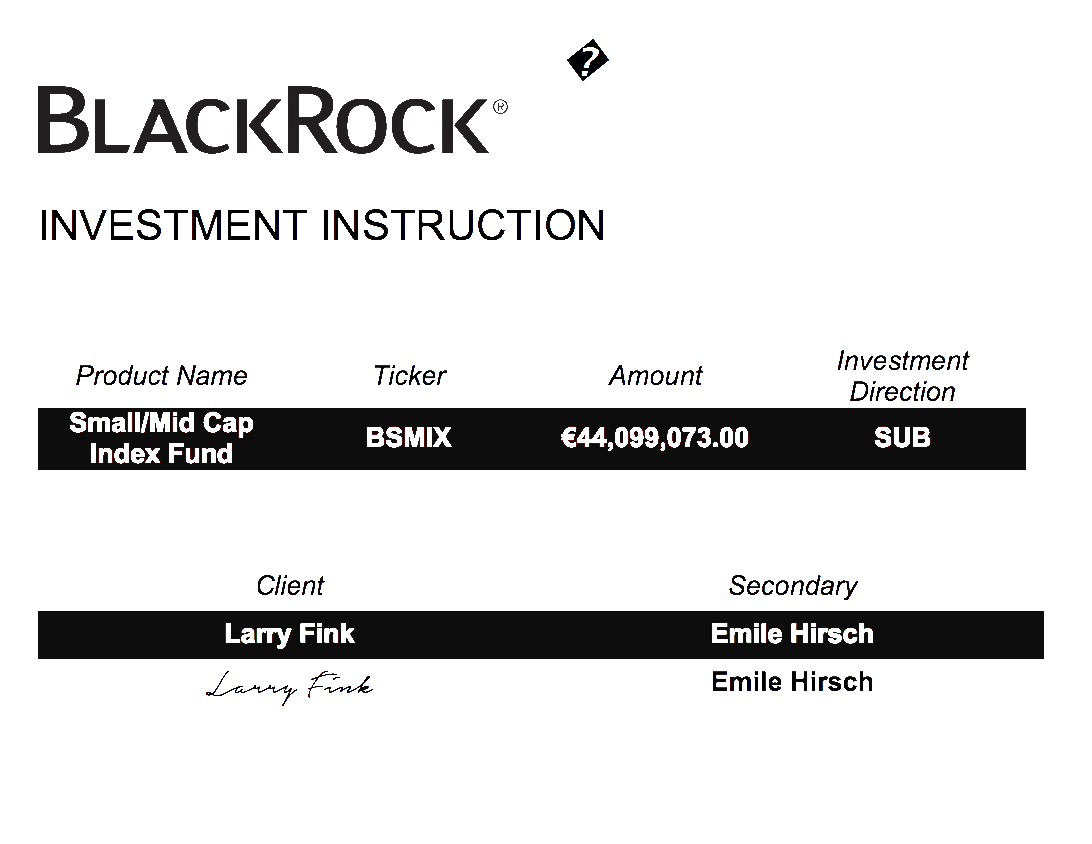 �
BLACKROCK®
INVESTMENT INSTRUCTION
Product Name Ticker Amount Investment Direction
Small/Mid Cap Index Fund BSMIX €44,099,073.00 SUB
Client Secondary
Larry Fink Emile Hirsch
Larry Fink Emile Hirsch